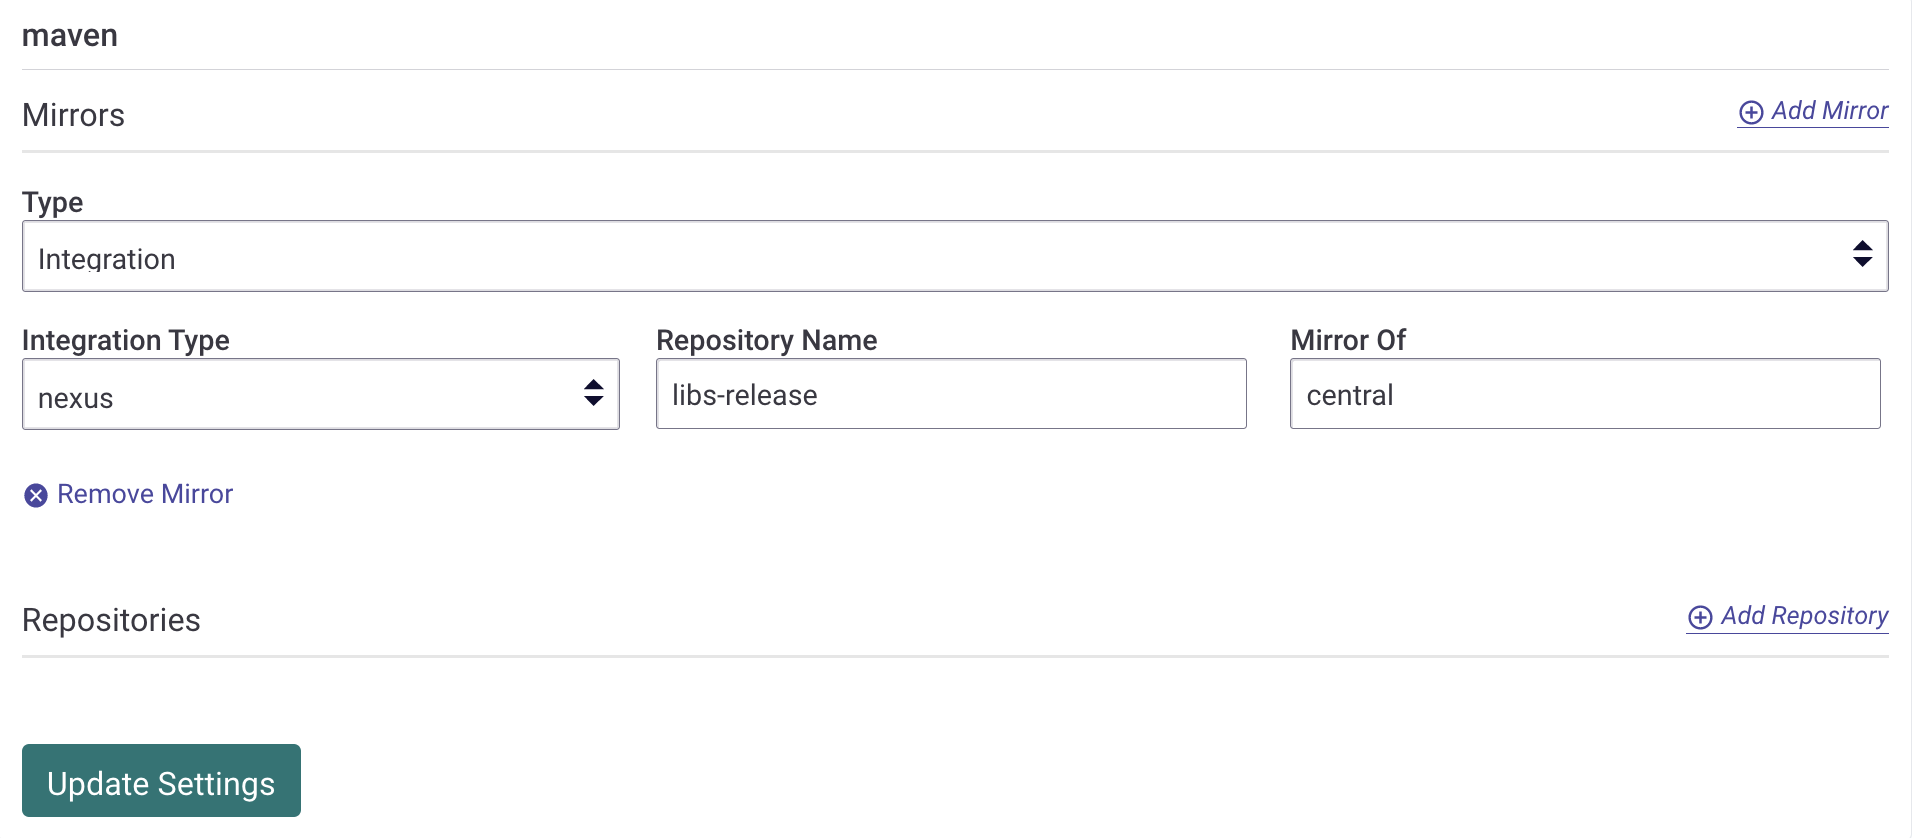 maven
Mirrors
Add Mirror
Type
Integration
Integration Type
Repository Name
Mirror Of
nexus
libs-release
central
Remove Mirror
Repositories
Add Repository
Update Settings